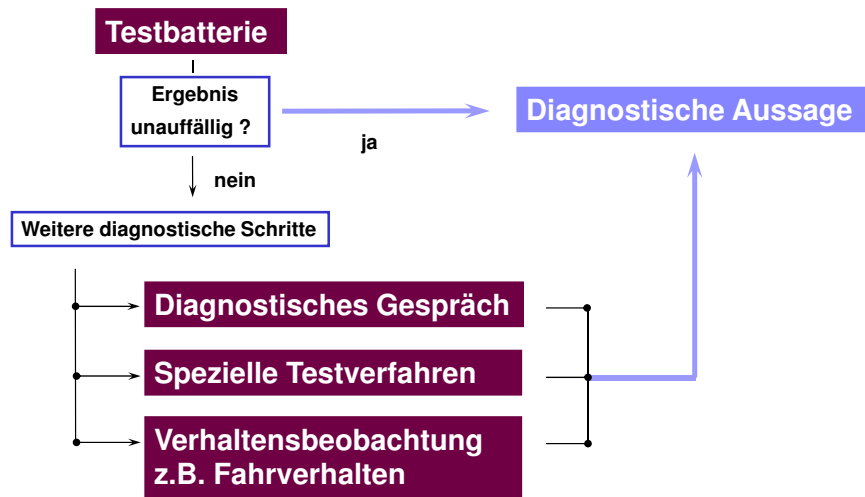 Testbatterie
Ergebnis
unauffällig ?
Diagnostische Aussage
ja
nein
Weitere diagnostische Schritte
Diagnostisches Gespräch
Spezielle Testverfahren
Verhaltensbeobachtung
z.B. Fahrverhalten